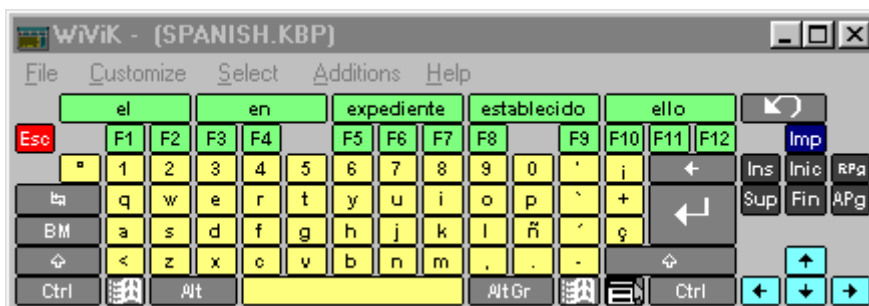 WiViK - (SPANISH.KBP)
File Customize Select Additions Help
el en expediente establecido ello
Esc F1 F2 F3 F4 F5 F6 F7 F8 F9 F10 F11 F12 Imp
º 1 2 3 4 5 6 7 8 9 0 ' ¡ Ins Inic RPg
q w e r t y u i o p ` + Sup Fin APg
BM a s d f g h j k l ñ ´ ç
< z x c v b n m , . -
Ctrl Alt Alt Gr Ctrl